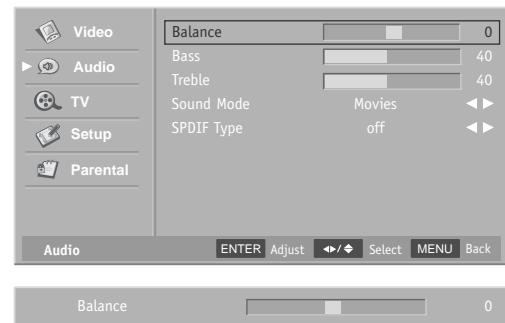 Video
Audio
TV
Setup
Parental
Balance 0
Bass 40
Treble 40
Sound Mode Movies
SPDIF Type off
Audio ENTER Adjust Select MENU Back
Balance 0